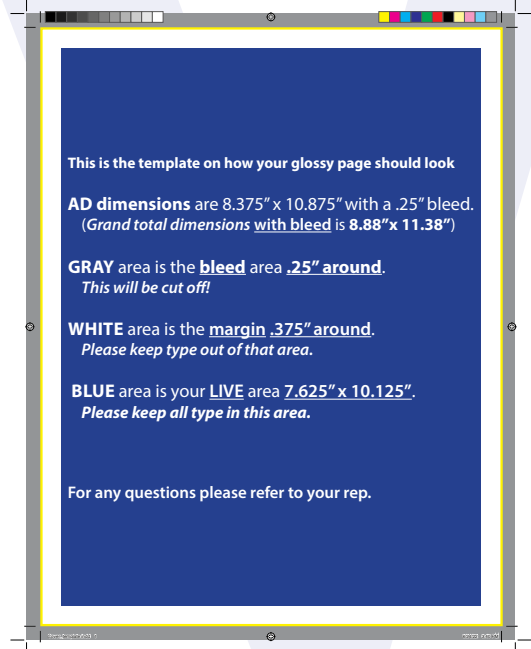 This is the template on how your glossy page should look
AD dimensions are 8.375” x 10.875” with a .25” bleed.
(Grand total dimensions with bleed is 8.88”x 11.38”)
GRAY area is the bleed area .25” around.
This will be cut off!
WHITE area is the margin .375” around.
Please keep type out of that area.
BLUE area is your LIVE area 7.625” x 10.125”.
Please keep all type in this area.
For any questions please refer to your rep.